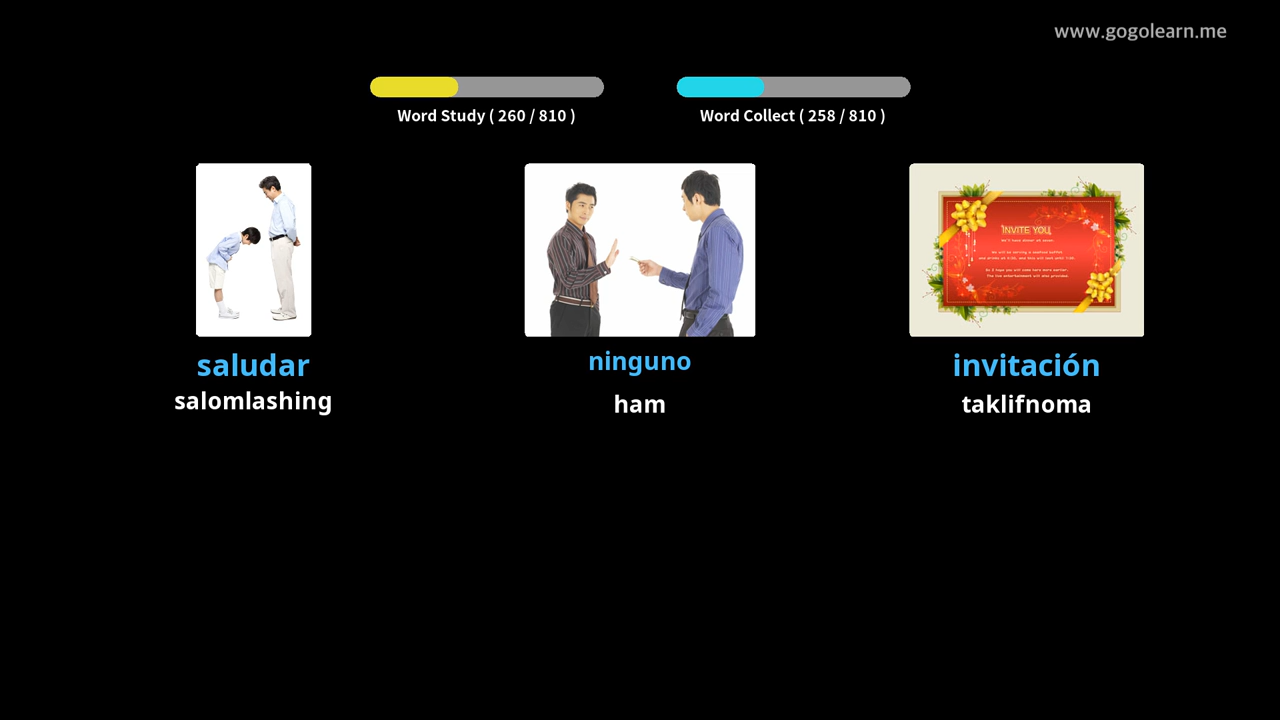 www.gogolearn.me
Word Study ( 260 / 810 )
Word Collect ( 258 / 810 )
INVITE YOU
saludar
ninguno
invitación
salomlashing
ham
taklifnoma